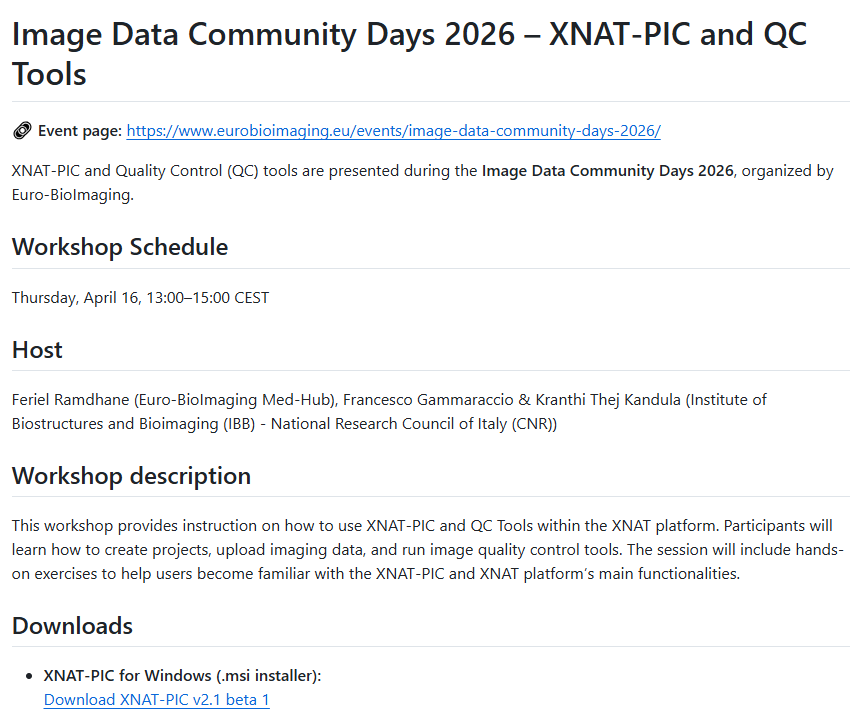 Image Data Community Days 2026 – XNAT-PIC and QC
Tools
Event page: https://www.eurobioimaging.eu/events/image-data-community-days-2026/
XNAT-PIC and Quality Control (QC) tools are presented during the Image Data Community Days 2026, organized by
Euro-BioImaging.
Workshop Schedule
Thursday, April 16, 13:00–15:00 CEST
Host
Feriel Ramdhane (Euro-BioImaging Med-Hub), Francesco Gammaraccio & Kranthi Thej Kandula (Institute of
Biostructures and Bioimaging (IBB) - National Research Council of Italy (CNR))
Workshop description
This workshop provides instruction on how to use XNAT-PIC and QC Tools within the XNAT platform. Participants will
learn how to create projects, upload imaging data, and run image quality control tools. The session will include hands-
on exercises to help users become familiar with the XNAT-PIC and XNAT platform's main functionalities.
Downloads
• XNAT-PIC for Windows (.msi installer):
Download XNAT-PIC v2.1 beta 1